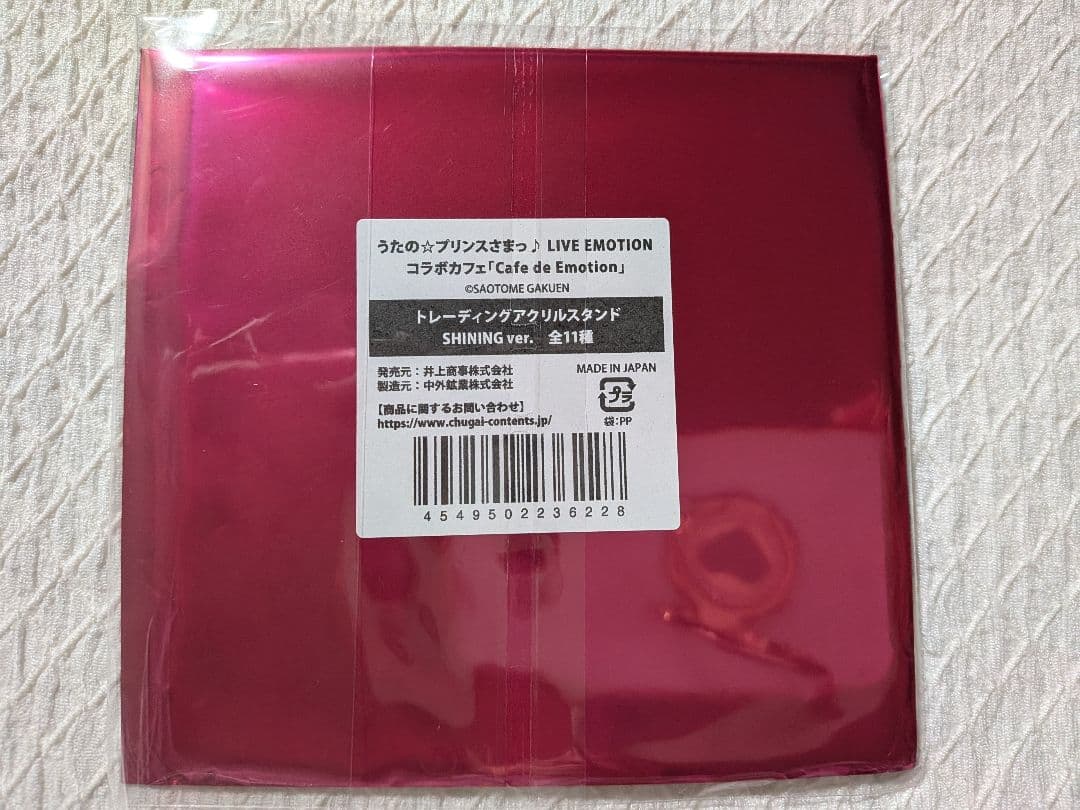 うたの☆プリンスさまっ♪ LIVE EMOTION
コラボカフェ「Cafe de Emotion」
©SAOTOME GAKUEN
トレーディングアクリルスタンド
SHINING ver. 全11種
発売元：井上商事株式会社
製造元：中外鉱業株式会社
MADE IN JAPAN
プラ
袋：PP
【商品に関するお問い合わせ】
https://www.chugai-contents.jp/
4549502236228